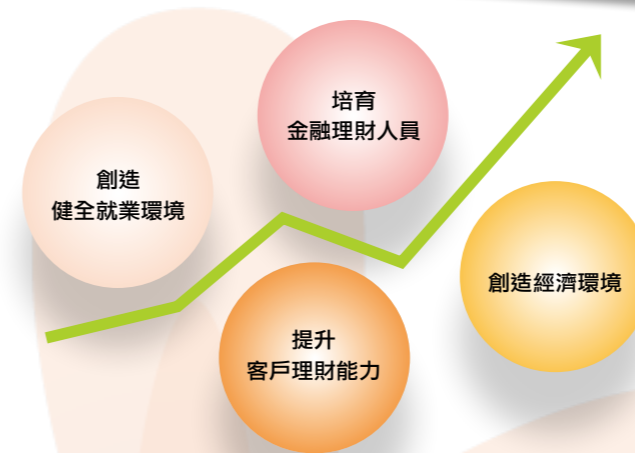 創造
健全就業環境
培育
金融理財人員
提升
客戶理財能力
創造經濟環境